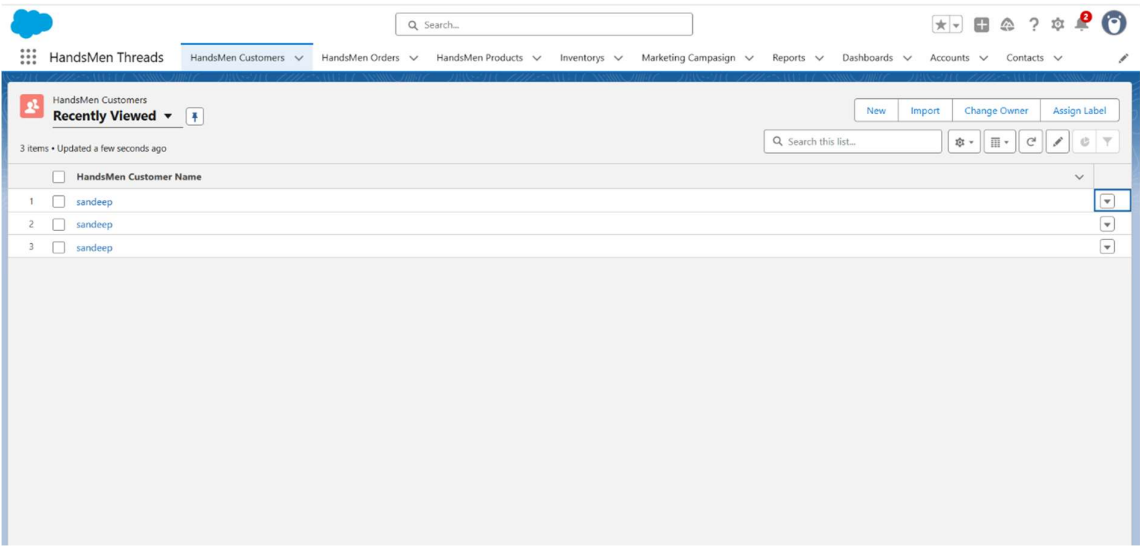 Search...
2
HandsMen Threads HandsMen Customers HandsMen Orders HandsMen Products Inventorys Marketing Campaign Reports Dashboards Accounts Contacts
HandsMen Customers
Recently Viewed
New Import Change Owner Assign Label
3 items • Updated a few seconds ago
Search this list...
HandsMen Customer Name
1 sandeep
2 sandeep
3 sandeep